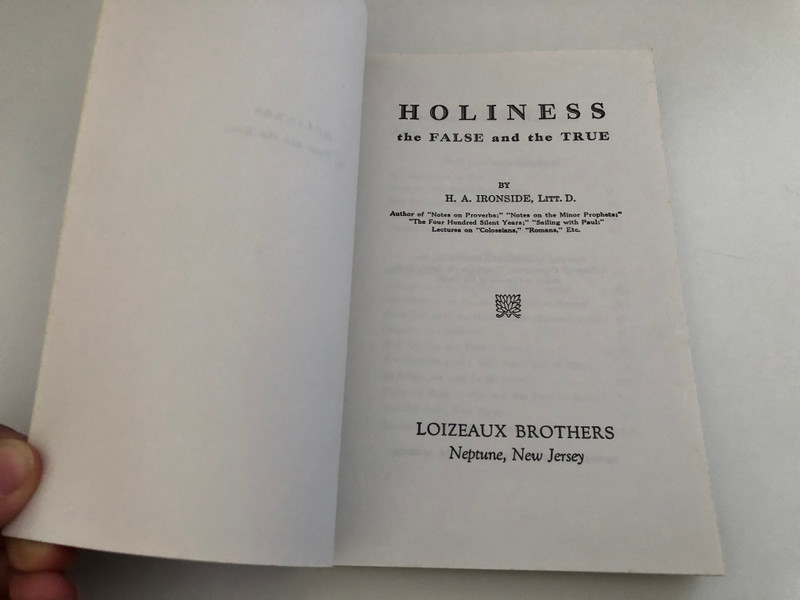 HOLINESS
the FALSE and the TRUE
BY
H. A. IRONSIDE, LITT. D.
Author of "Notes on Proverbs;" "Notes on the Minor Prophets;"
"The Four Hundred Silent Years;" "Sailing with Paul;"
Lectures on "Colossians," "Romans," Etc.
LOIZEAUX BROTHERS
Neptune, New Jersey